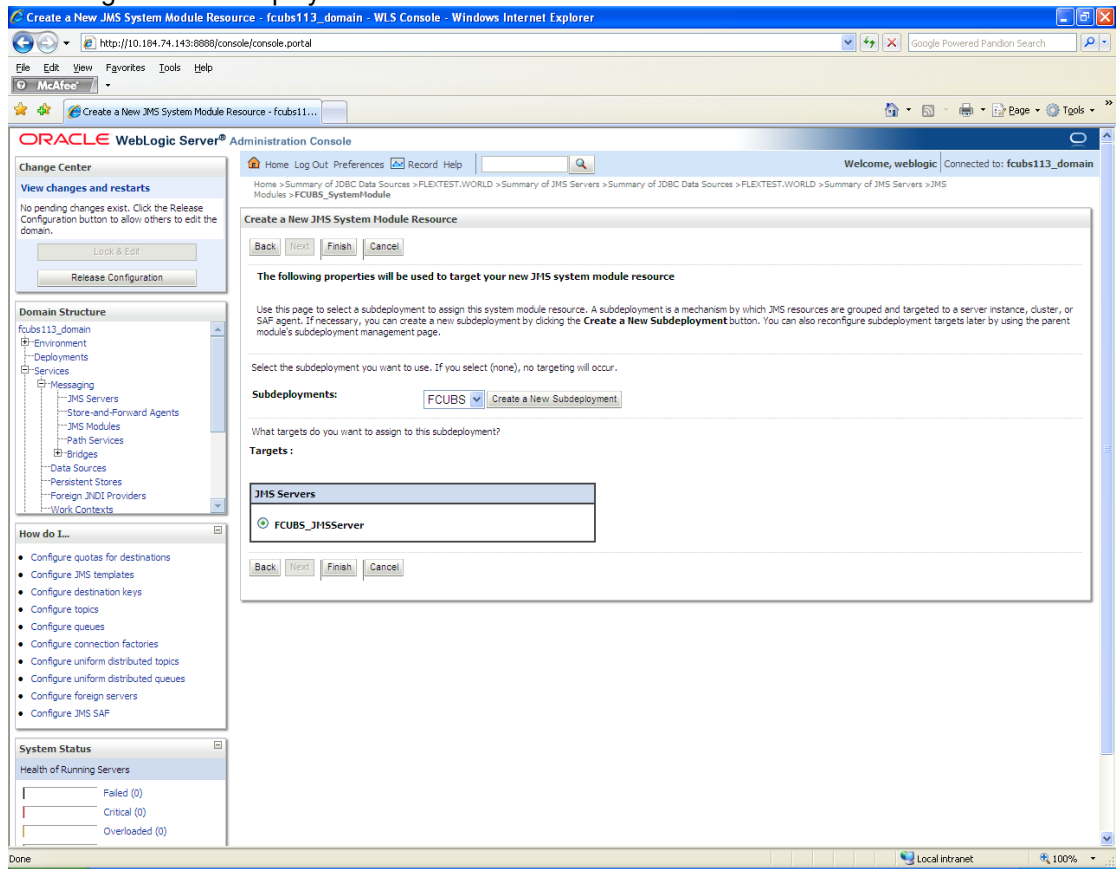 Create a New JMS System Module Resource - fcubs113_domain - WLS Console - Windows Internet Explorer
http://10.184.74.143:8888/console/console.portal
Google Powered Pandion Search
File Edit View Favorites Tools Help
McAfee
Create a New JMS System Module Resource - fcubs11...
Page Tools
ORACLE WebLogic Server® Administration Console
Change Center
View changes and restarts
No pending changes exist. Click the Release
Configuration button to allow others to edit the
domain.
Lock & Edit
Release Configuration
Domain Structure
fcubs113_domain
Environment
Deployments
Services
Messaging
JMS Servers
Store-and-Forward Agents
JMS Modules
Path Services
Bridges
Data Sources
Persistent Stores
Foreign JNDI Providers
Work Contexts
How do I...
Configure quotas for destinations
Configure JMS templates
Configure destination keys
Configure topics
Configure queues
Configure connection factories
Configure uniform distributed topics
Configure uniform distributed queues
Configure foreign servers
Configure JMS SAF
System Status
Health of Running Servers
Failed (0)
Critical (0)
Overloaded (0)
Home Log Out Preferences Record Help
Welcome, weblogic Connected to: fcubs113_domain
Home >Summary of JDBC Data Sources >FLEXTEST.WORLD >Summary of JMS Servers >Summary of JDBC Data Sources >FLEXTEST.WORLD >Summary of JMS Servers >JMS
Modules >FCUBS_SystemModule
Create a New JMS System Module Resource
Back Next Finish Cancel
The following properties will be used to target your new JMS system module resource
Use this page to select a subdeployment to assign this system module resource. A subdeployment is a mechanism by which JMS resources are grouped and targeted to a server instance, cluster, or
SAF agent. If necessary, you can create a new subdeployment by clicking the Create a New Subdeployment button. You can also reconfigure subdeployment targets later by using the parent
module's subdeployment management page.
Select the subdeployment you want to use. If you select (none), no targeting will occur.
Subdeployments: FCUBS Create a New Subdeployment
What targets do you want to assign to this subdeployment?
Targets :
JMS Servers
FCUBS_JMSServer
Back Next Finish Cancel
Done
Local intranet
100%